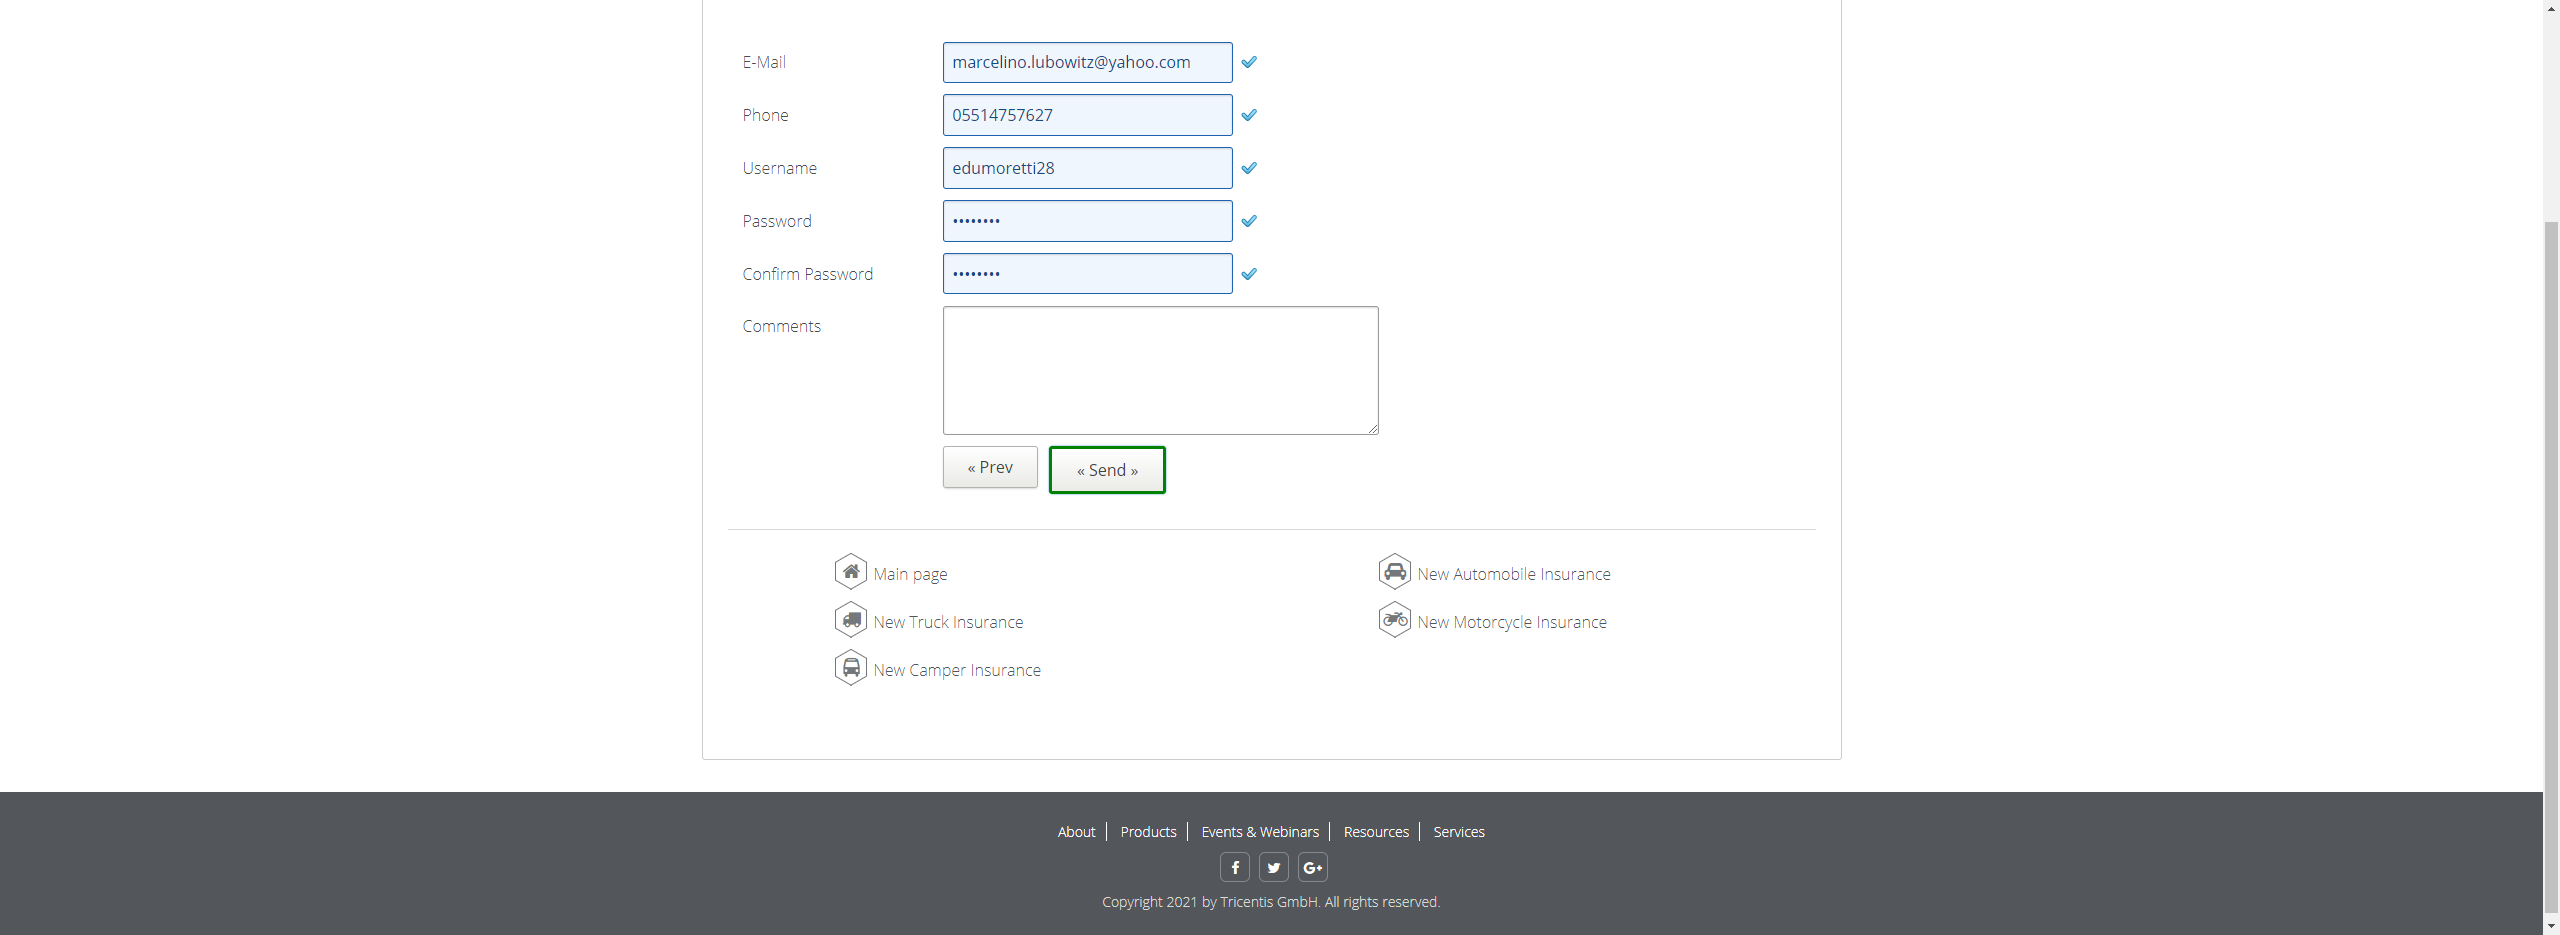 E-Mail marcelino.lubowitz@yahoo.com
Phone 05514757627
Username edumoretti28
Password ••••••••
Confirm Password ••••••••
Comments
« Prev « Send »
Main page New Automobile Insurance
New Truck Insurance New Motorcycle Insurance
New Camper Insurance
About Products Events & Webinars Resources Services
Copyright 2021 by Tricentis GmbH. All rights reserved.